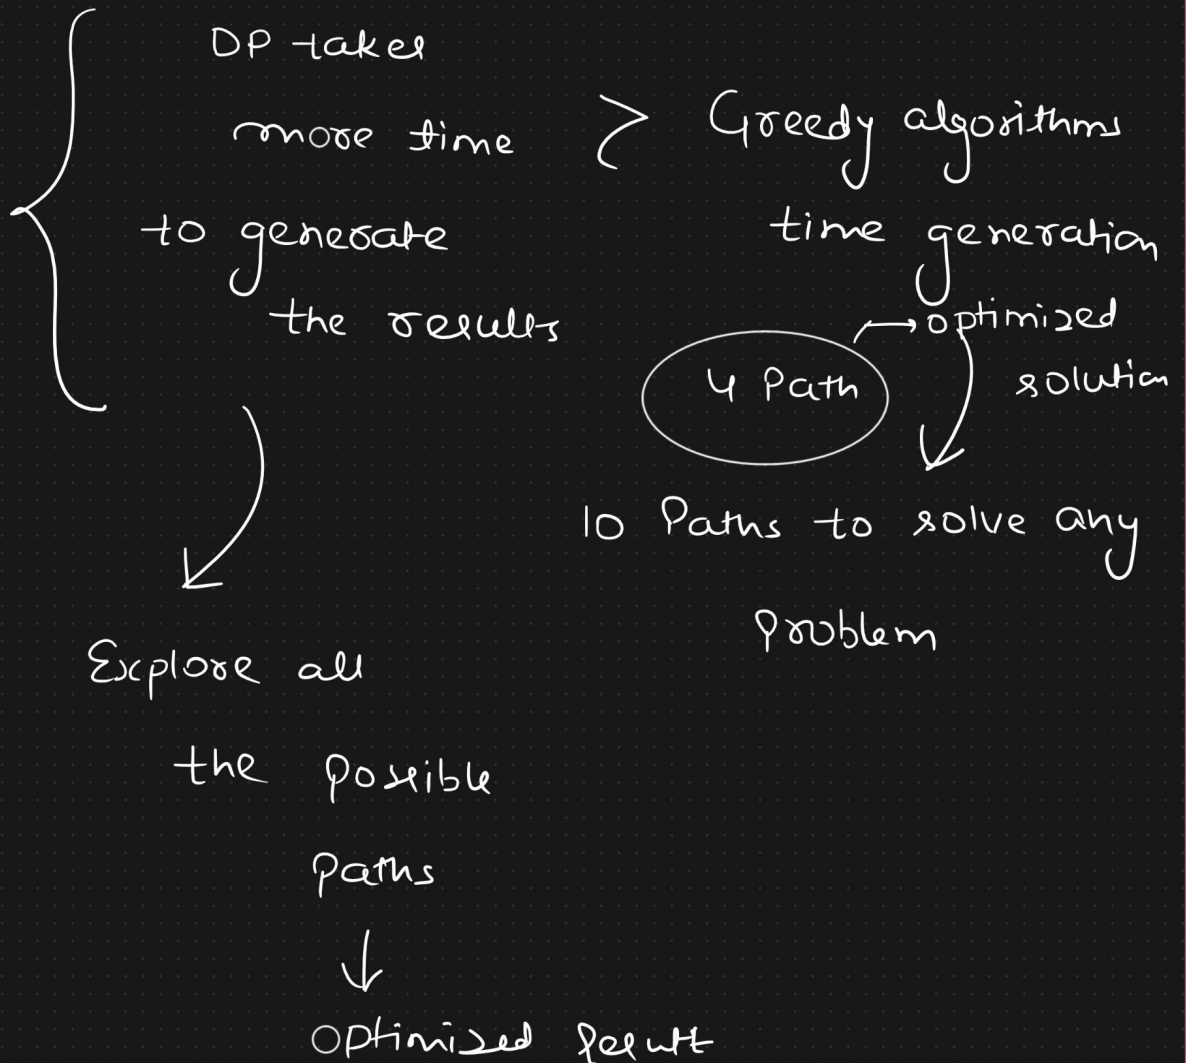 DP takes
more time > Greedy algorithms
to generate
the results
time generation
optimized
solution
4 Path
10 Paths to solve any
problem
Explore all
the possible
paths
Optimized Result